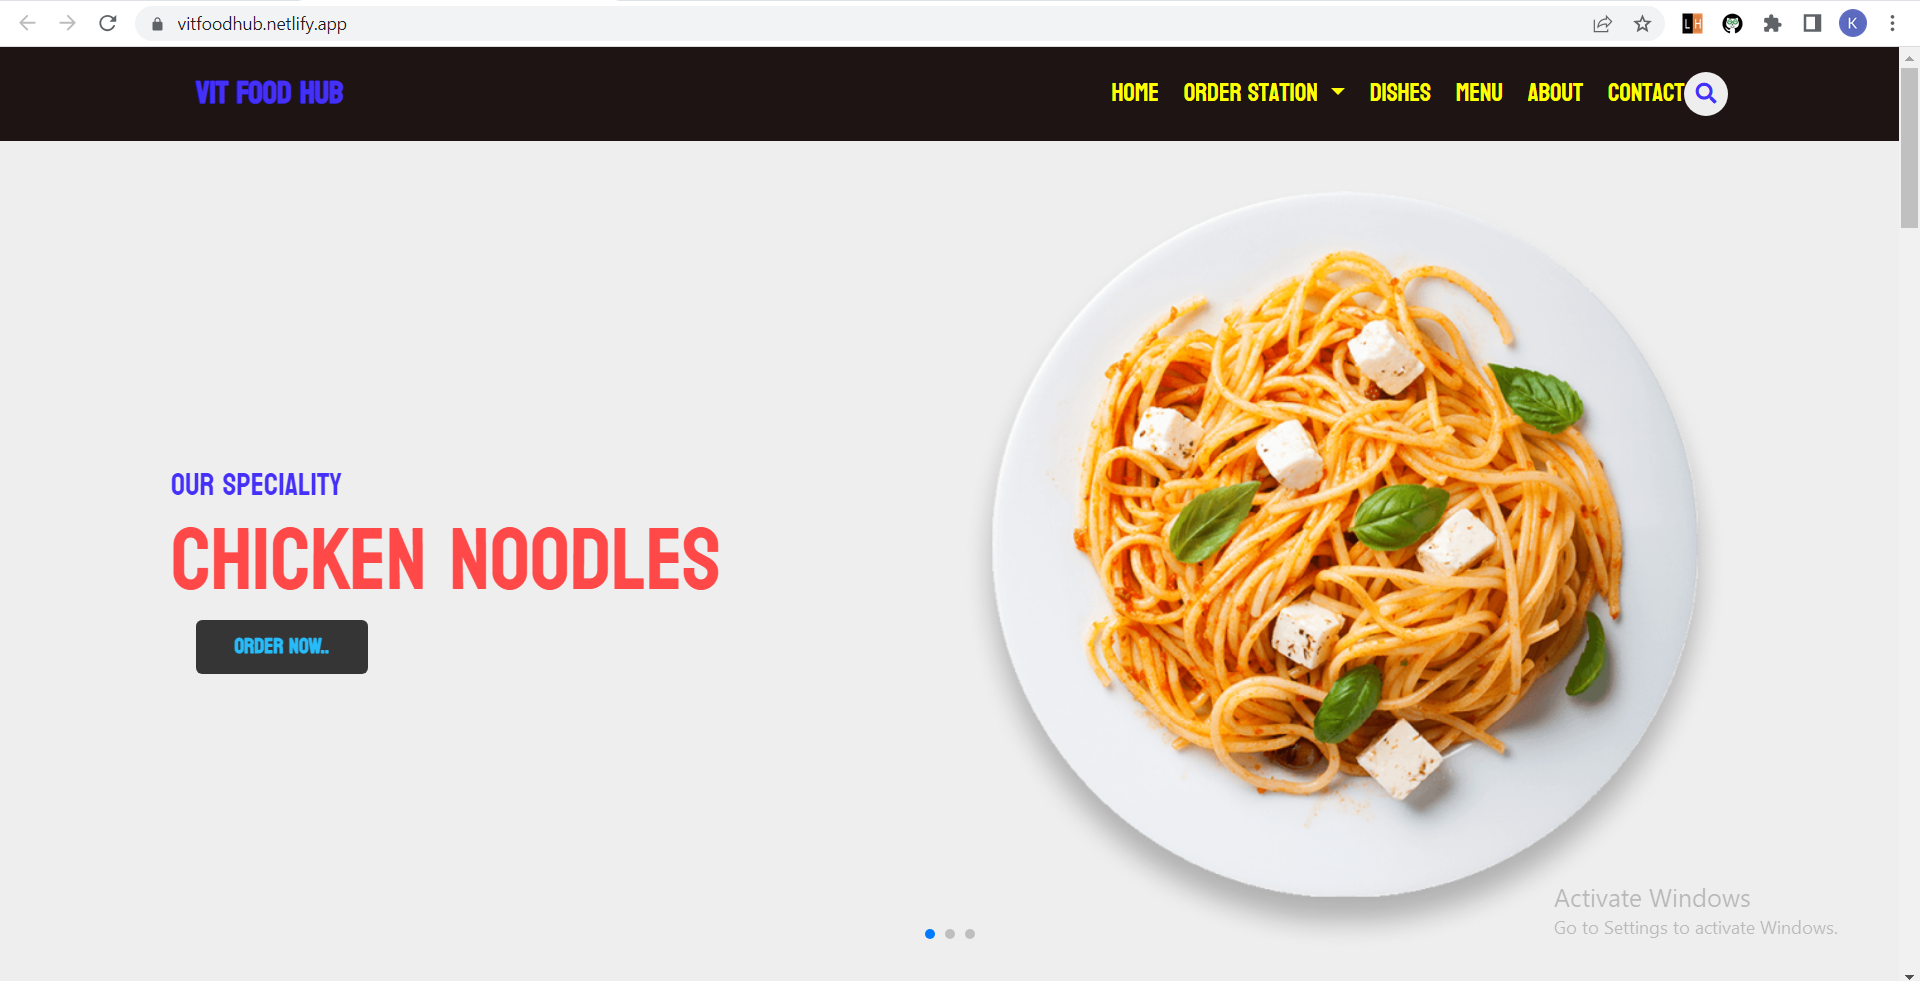 vitfoodhub.netlify.app
LH
K
VIT FOOD HUB
HOME ORDER STATION DISHES MENU ABOUT CONTACT
OUR SPECIALITY
CHICKEN NOODLES
ORDER NOW..
Activate Windows
Go to Settings to activate Windows.